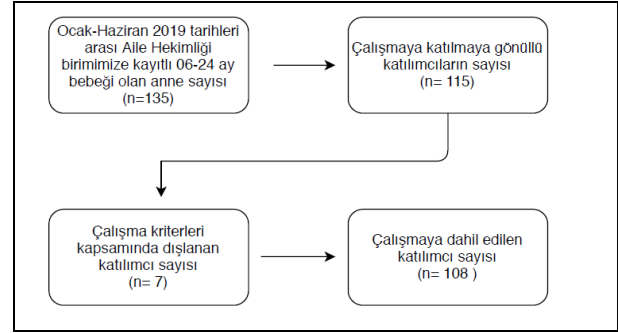 Ocak-Haziran 2019 tarihleri
arası Aile Hekimliği
birimimize kayıtlı 06-24 ay
bebeği olan anne sayısı
(n=135)
Çalışmaya katılmaya gönüllü
katılımcıların sayısı
(n= 115)
Çalışma kriterleri
kapsamında dışlanan
katılımcı sayısı
(n= 7)
Çalışmaya dahil edilen
katılımcı sayısı
(n= 108 )